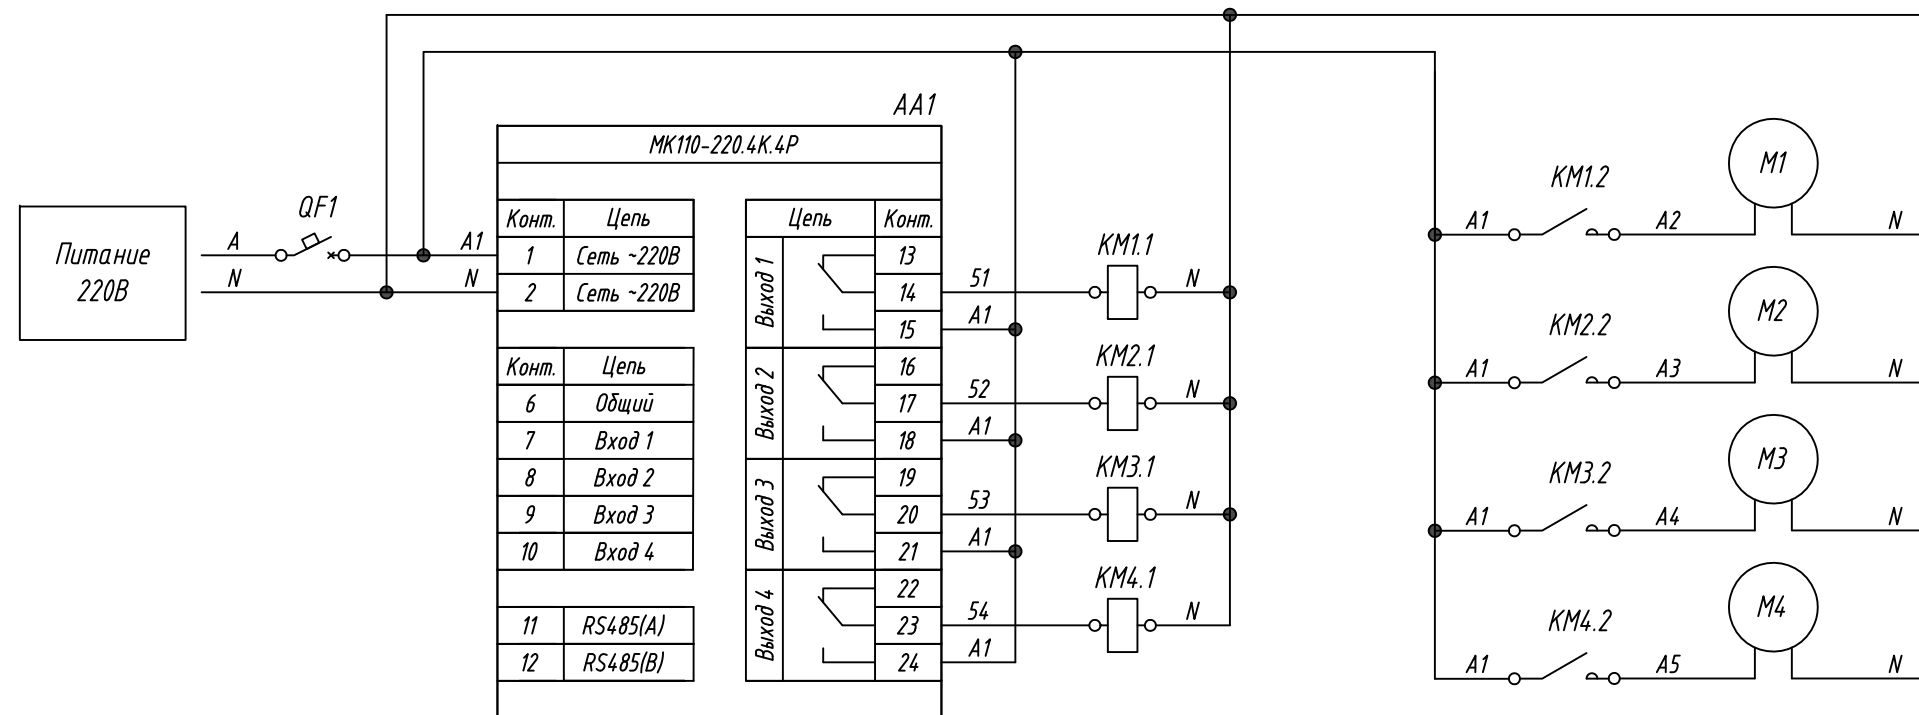 AA1
МК110-220.4К.4Р
Питание
220В
QF1
A
N
A1
N
Конт. Цепь
1 Сеть ~220В
2 Сеть ~220В
Конт. Цепь
6 Общий
7 Вход 1
8 Вход 2
9 Вход 3
10 Вход 4
11 RS485(A)
12 RS485(B)
Цепь Конт.
Выход 1
13
14
15
Выход 2
16
17
18
Выход 3
19
20
21
Выход 4
22
23
24
51 KM1.1 N
A1
52 KM2.1 N
A1
53 KM3.1 N
A1
54 KM4.1 N
A1
M1
KM1.2
A1 A2 N
M2
KM2.2
A1 A3 N
M3
KM3.2
A1 A4 N
M4
KM4.2
A1 A5 N